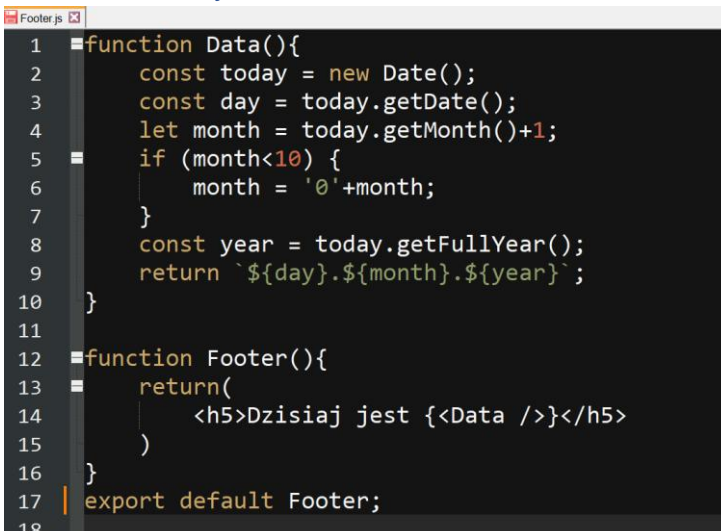 Footer.js
1 function Data(){
2 const today = new Date();
3 const day = today.getDate();
4 let month = today.getMonth()+1;
5 if (month<10) {
6 month = '0'+month;
7 }
8 const year = today.getFullYear();
9 return `${day}.${month}.${year}`;
10 }
11
12 function Footer(){
13 return(
14 <h5>Dzisiaj jest {<Data />}</h5>
15 )
16 }
17 export default Footer;
18